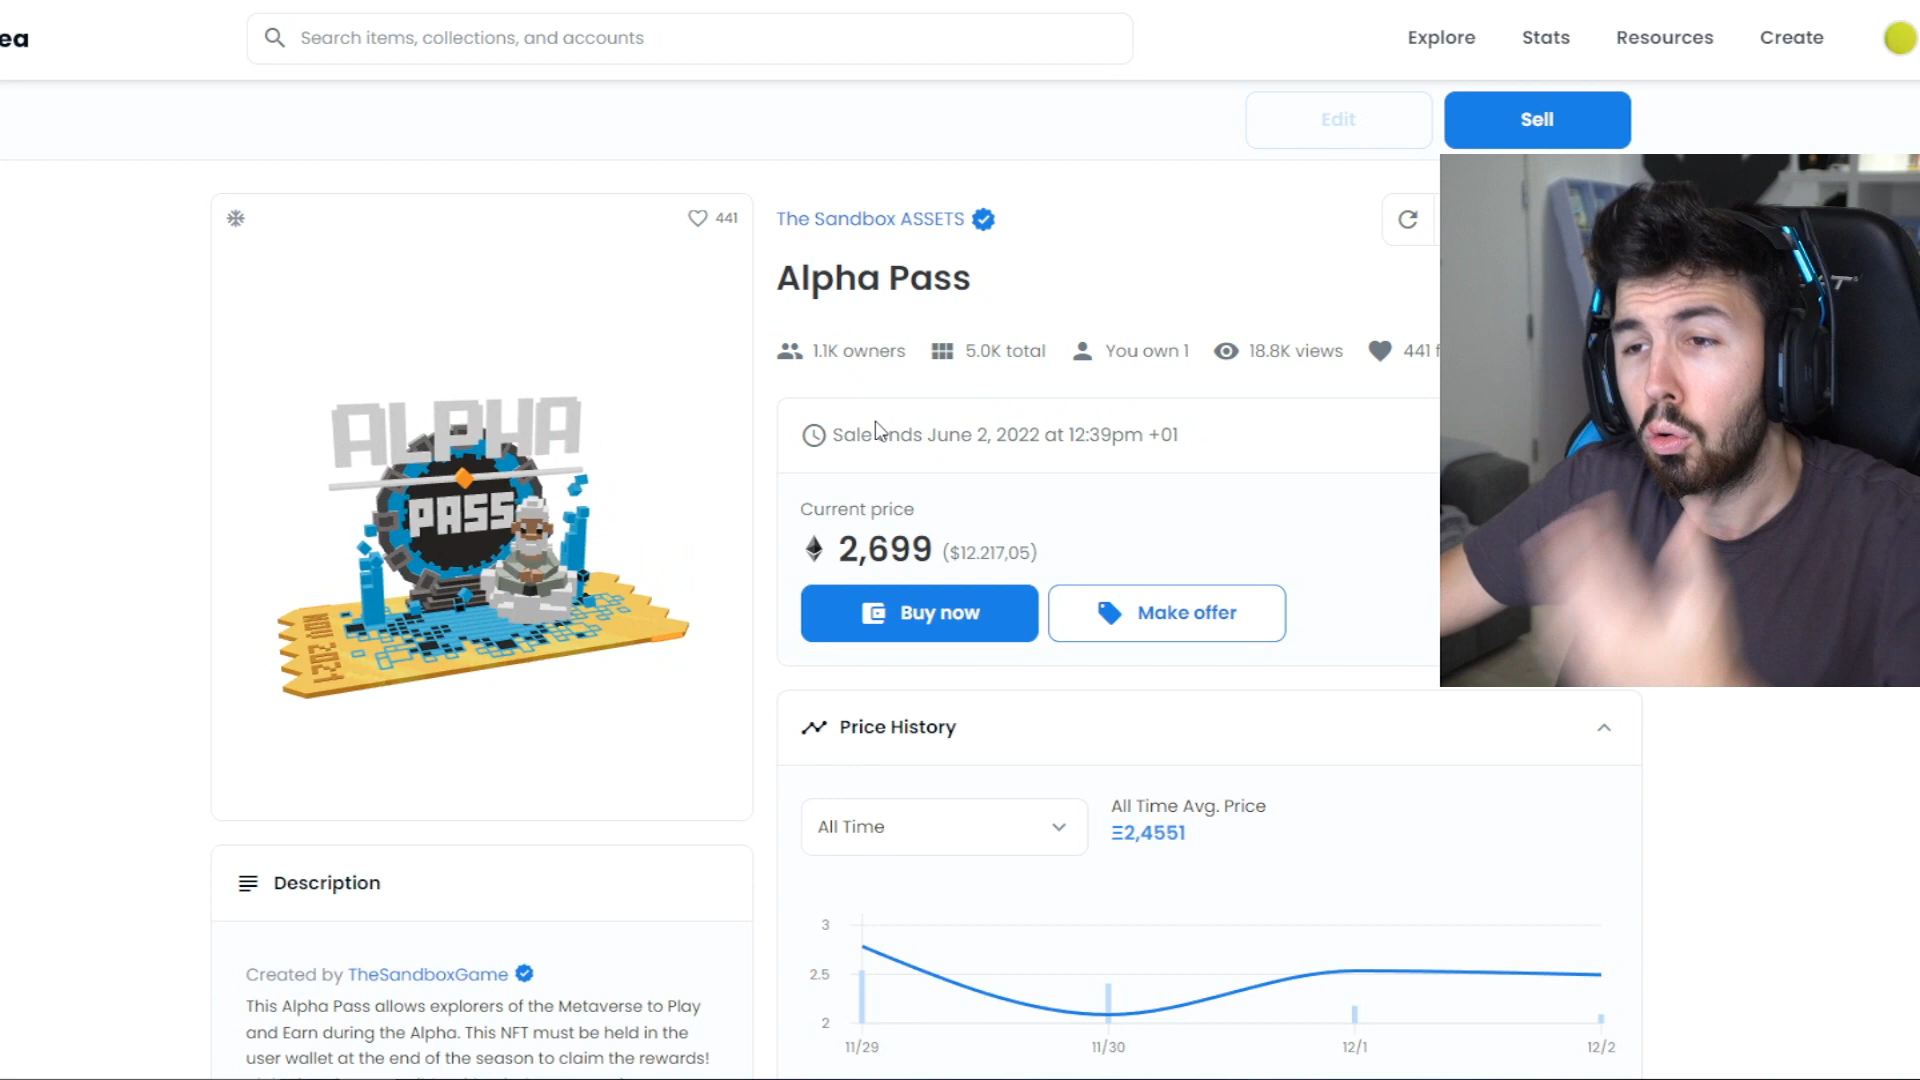 ea
Search items, collections, and accounts
Explore
Stats
Resources
Create
Edit
Sell
441
The Sandbox ASSETS
Alpha Pass
1.1K owners
5.0K total
You own 1
18.8K views
441 f
ALPHA
PASS
NOV 2021
Sale ends June 2, 2022 at 12:39pm +01
Current price
2,699 ($12.217,05)
Buy now
Make offer
Price History
All Time
All Time Avg. Price
Ξ2,4551
3
2.5
2
11/29
11/30
12/1
12/2
Description
Created by TheSandboxGame
This Alpha Pass allows explorers of the Metaverse to Play
and Earn during the Alpha. This NFT must be held in the
user wallet at the end of the season to claim the rewards!